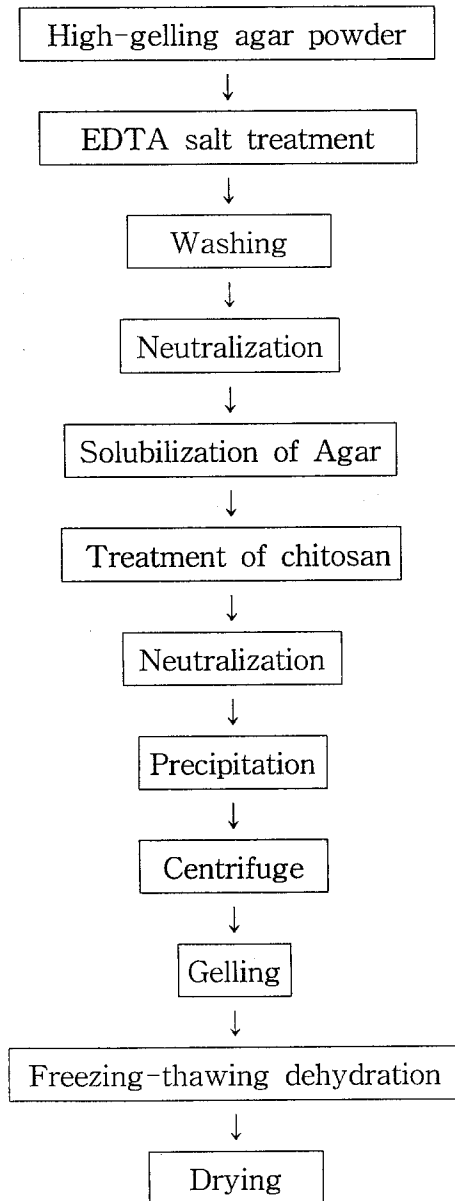 High-gelling agar powder
↓
EDTA salt treatment
↓
Washing
↓
Neutralization
↓
Solubilization of Agar
↓
Treatment of chitosan
↓
Neutralization
↓
Precipitation
↓
Centrifuge
↓
Gelling
↓
Freezing-thawing dehydration
↓
Drying